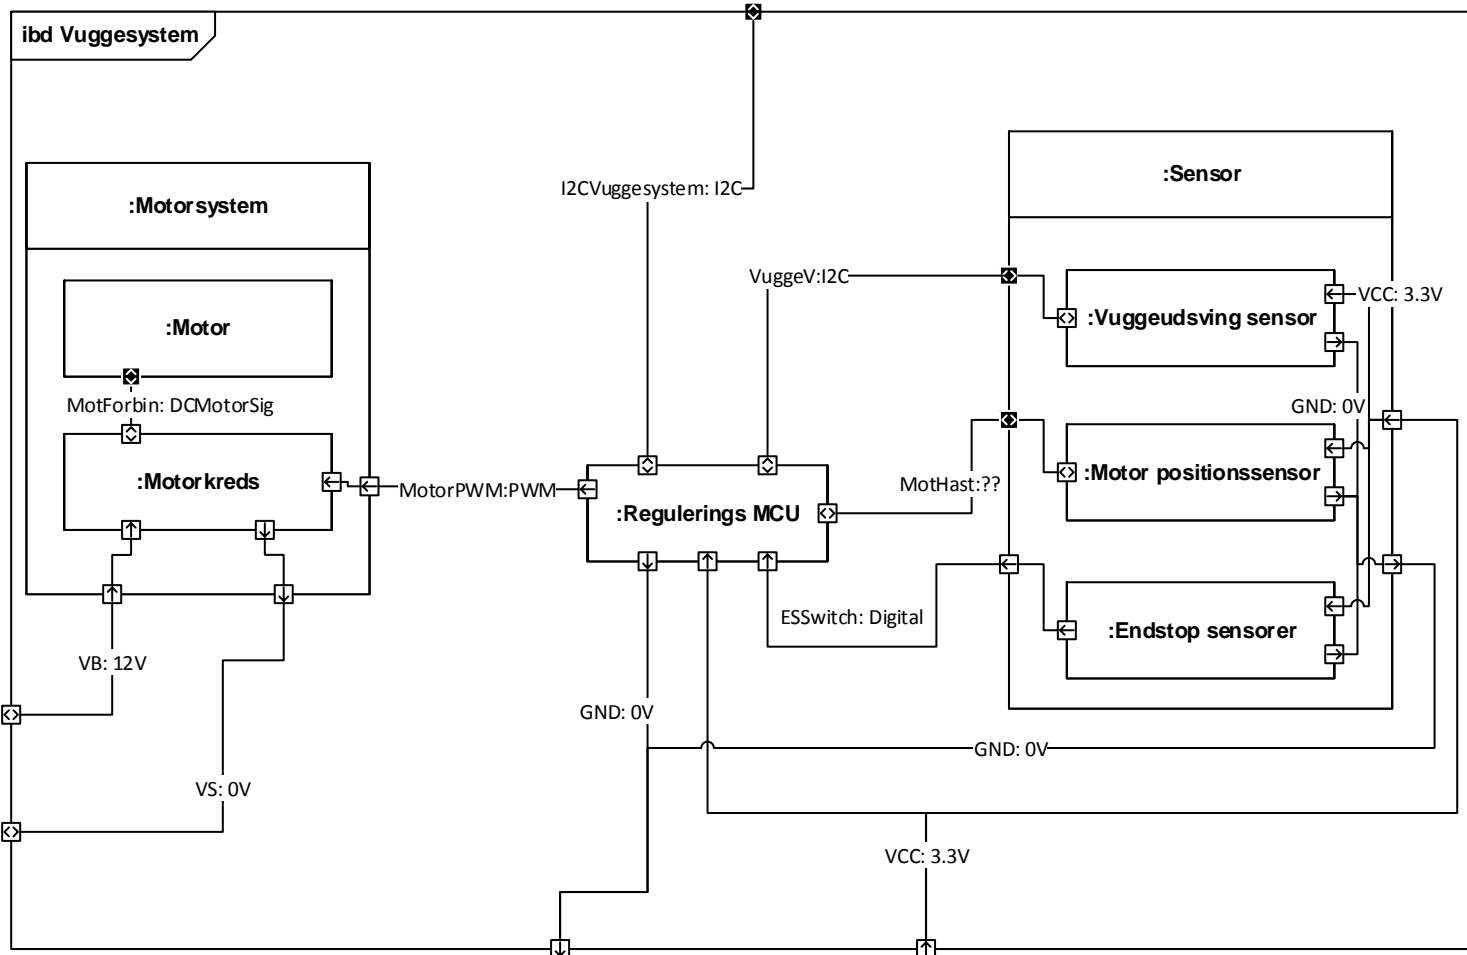 ibd Vuggesystem
:Motorsystem
:Motor
MotForbin: DCMotorSig
:Motorkreds
VB: 12V
VS: 0V
I2CVuggesystem: I2C
VuggeV:I2C
MotorPWM:PWM
:Regulerings MCU
MotHast:??
ESSwitch: Digital
GND: 0V
:Sensor
:Vuggeudsving sensor
VCC: 3.3V
GND: 0V
:Motor positionssensor
:Endstop sensorer
GND: 0V
VCC: 3.3V